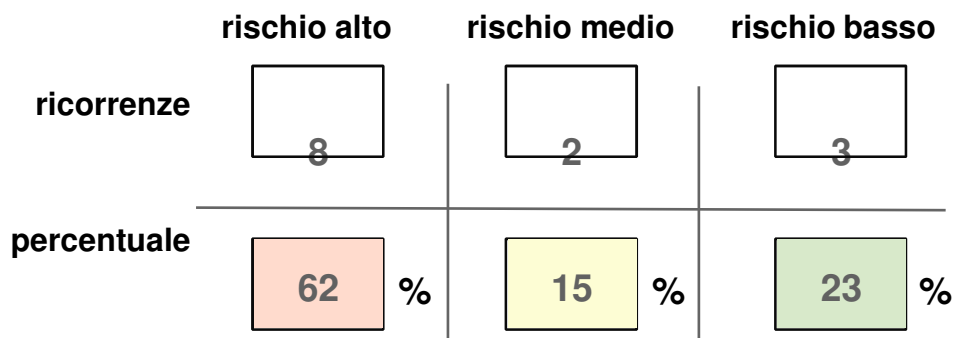 rischio alto rischio medio rischio basso
ricorrenze
8 2 3
percentuale
62 % 15 % 23 %